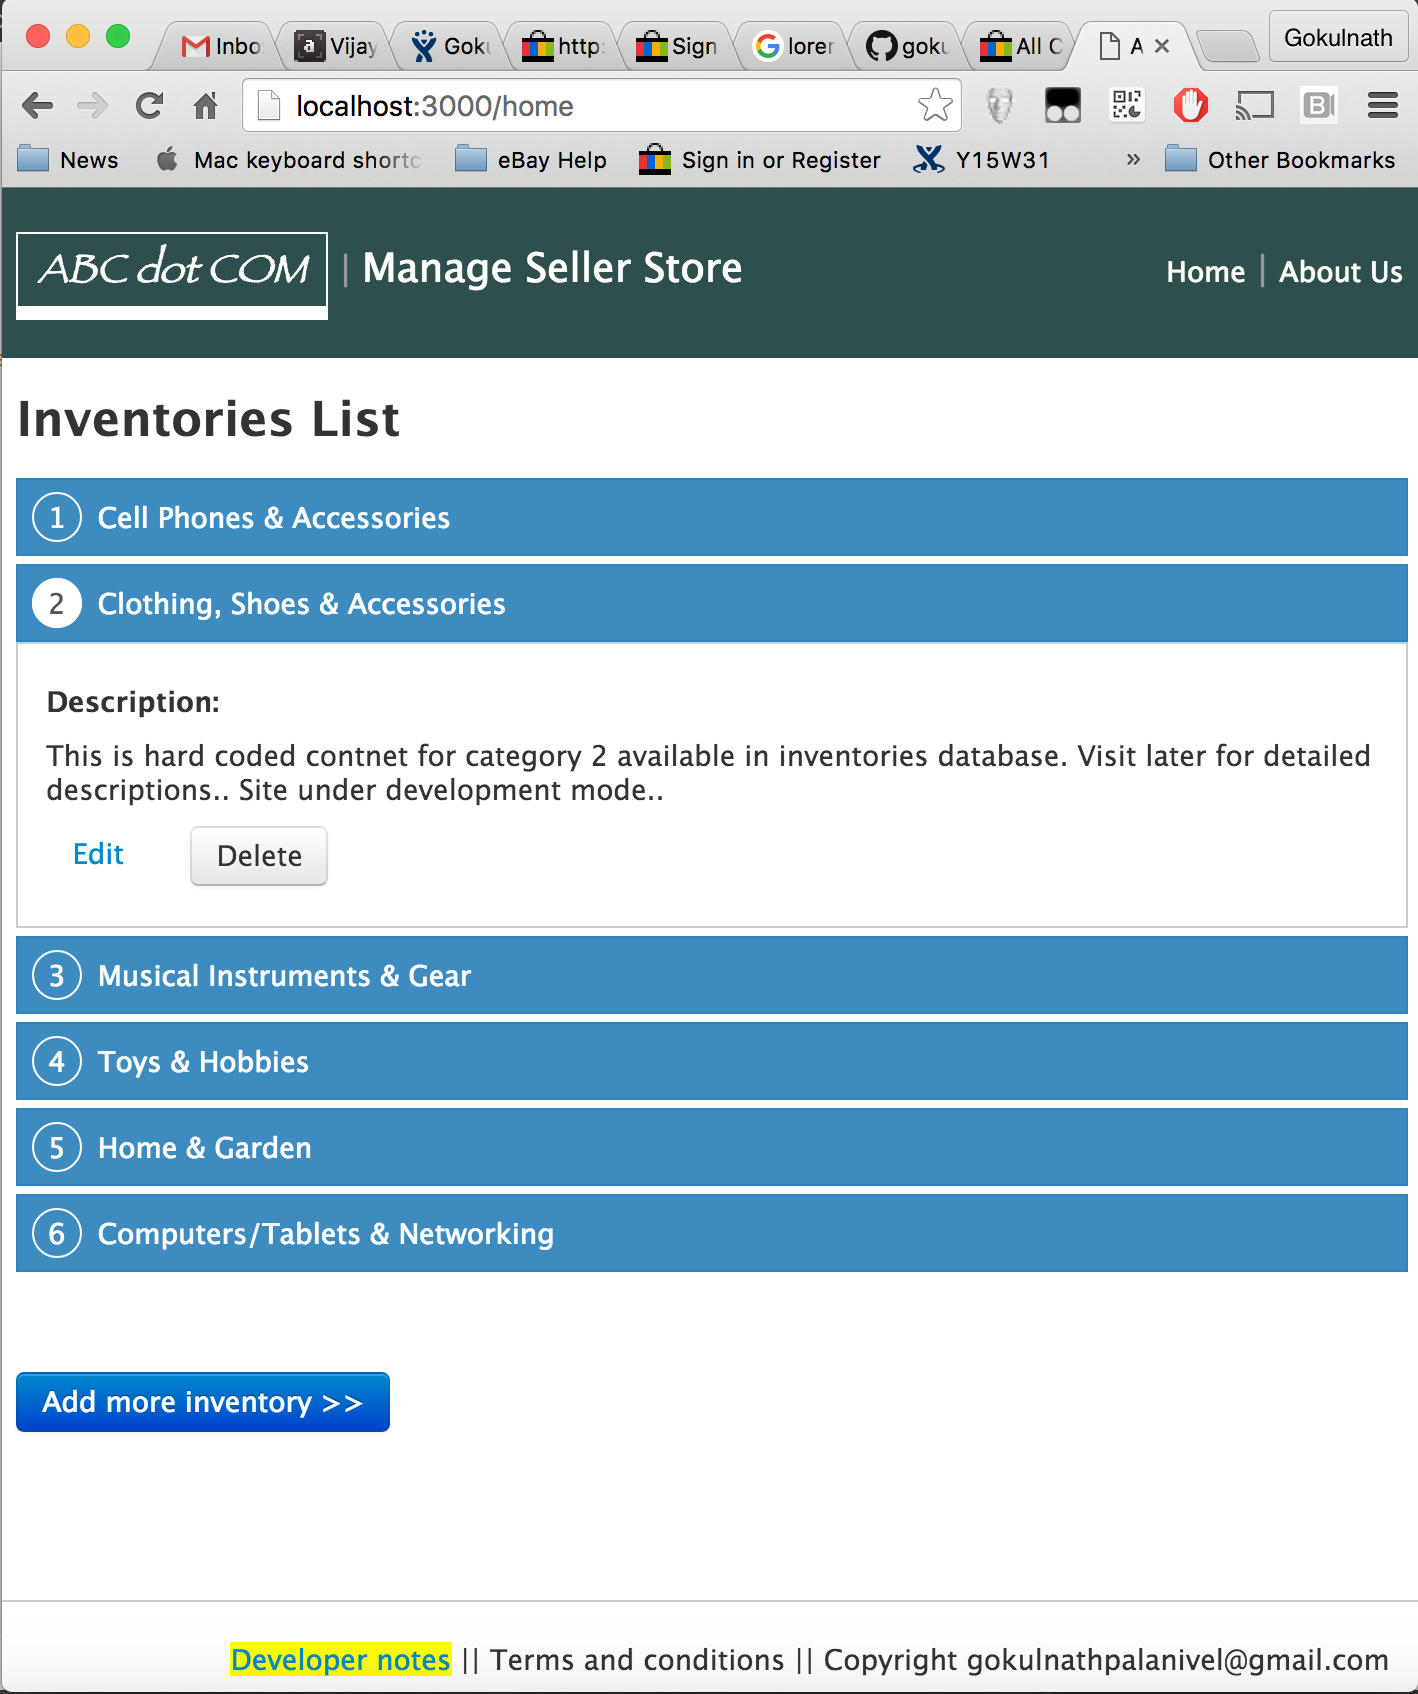 Inbo Vijay Goku http: Sign lorer goku All C A Gokulnath
localhost:3000/home
News Mac keyboard shortc eBay Help Sign in or Register Y15W31 » Other Bookmarks
ABC dot COM | Manage Seller Store Home | About Us
Inventories List
1 Cell Phones & Accessories
2 Clothing, Shoes & Accessories
Description:
This is hard coded contnet for category 2 available in inventories database. Visit later for detailed
descriptions.. Site under development mode..
Edit Delete
3 Musical Instruments & Gear
4 Toys & Hobbies
5 Home & Garden
6 Computers/Tablets & Networking
Add more inventory >>
Developer notes || Terms and conditions || Copyright gokulnathpalanivel@gmail.com